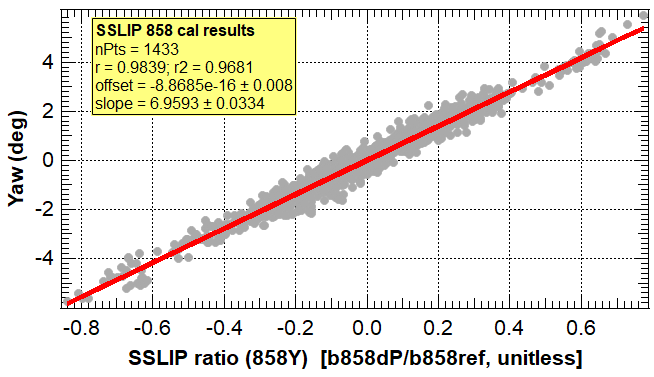 SSLIP 858 cal results
nPts = 1433
r = 0.9839; r2 = 0.9681
offset = -8.8685e-16 ± 0.008
slope = 6.9593 ± 0.0334
Yaw (deg)
4
2
0
-2
-4
-0.8 -0.6 -0.4 -0.2 0.0 0.2 0.4 0.6
SSLIP ratio (858Y) [b858dP/b858ref, unitless]